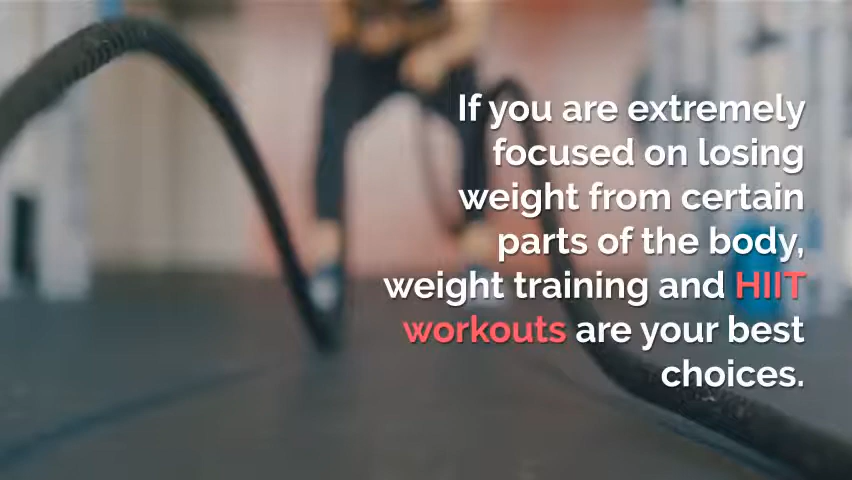 If you are extremely
focused on losing
weight from certain
parts of the body,
weight training and HIIT
workouts are your best
choices.